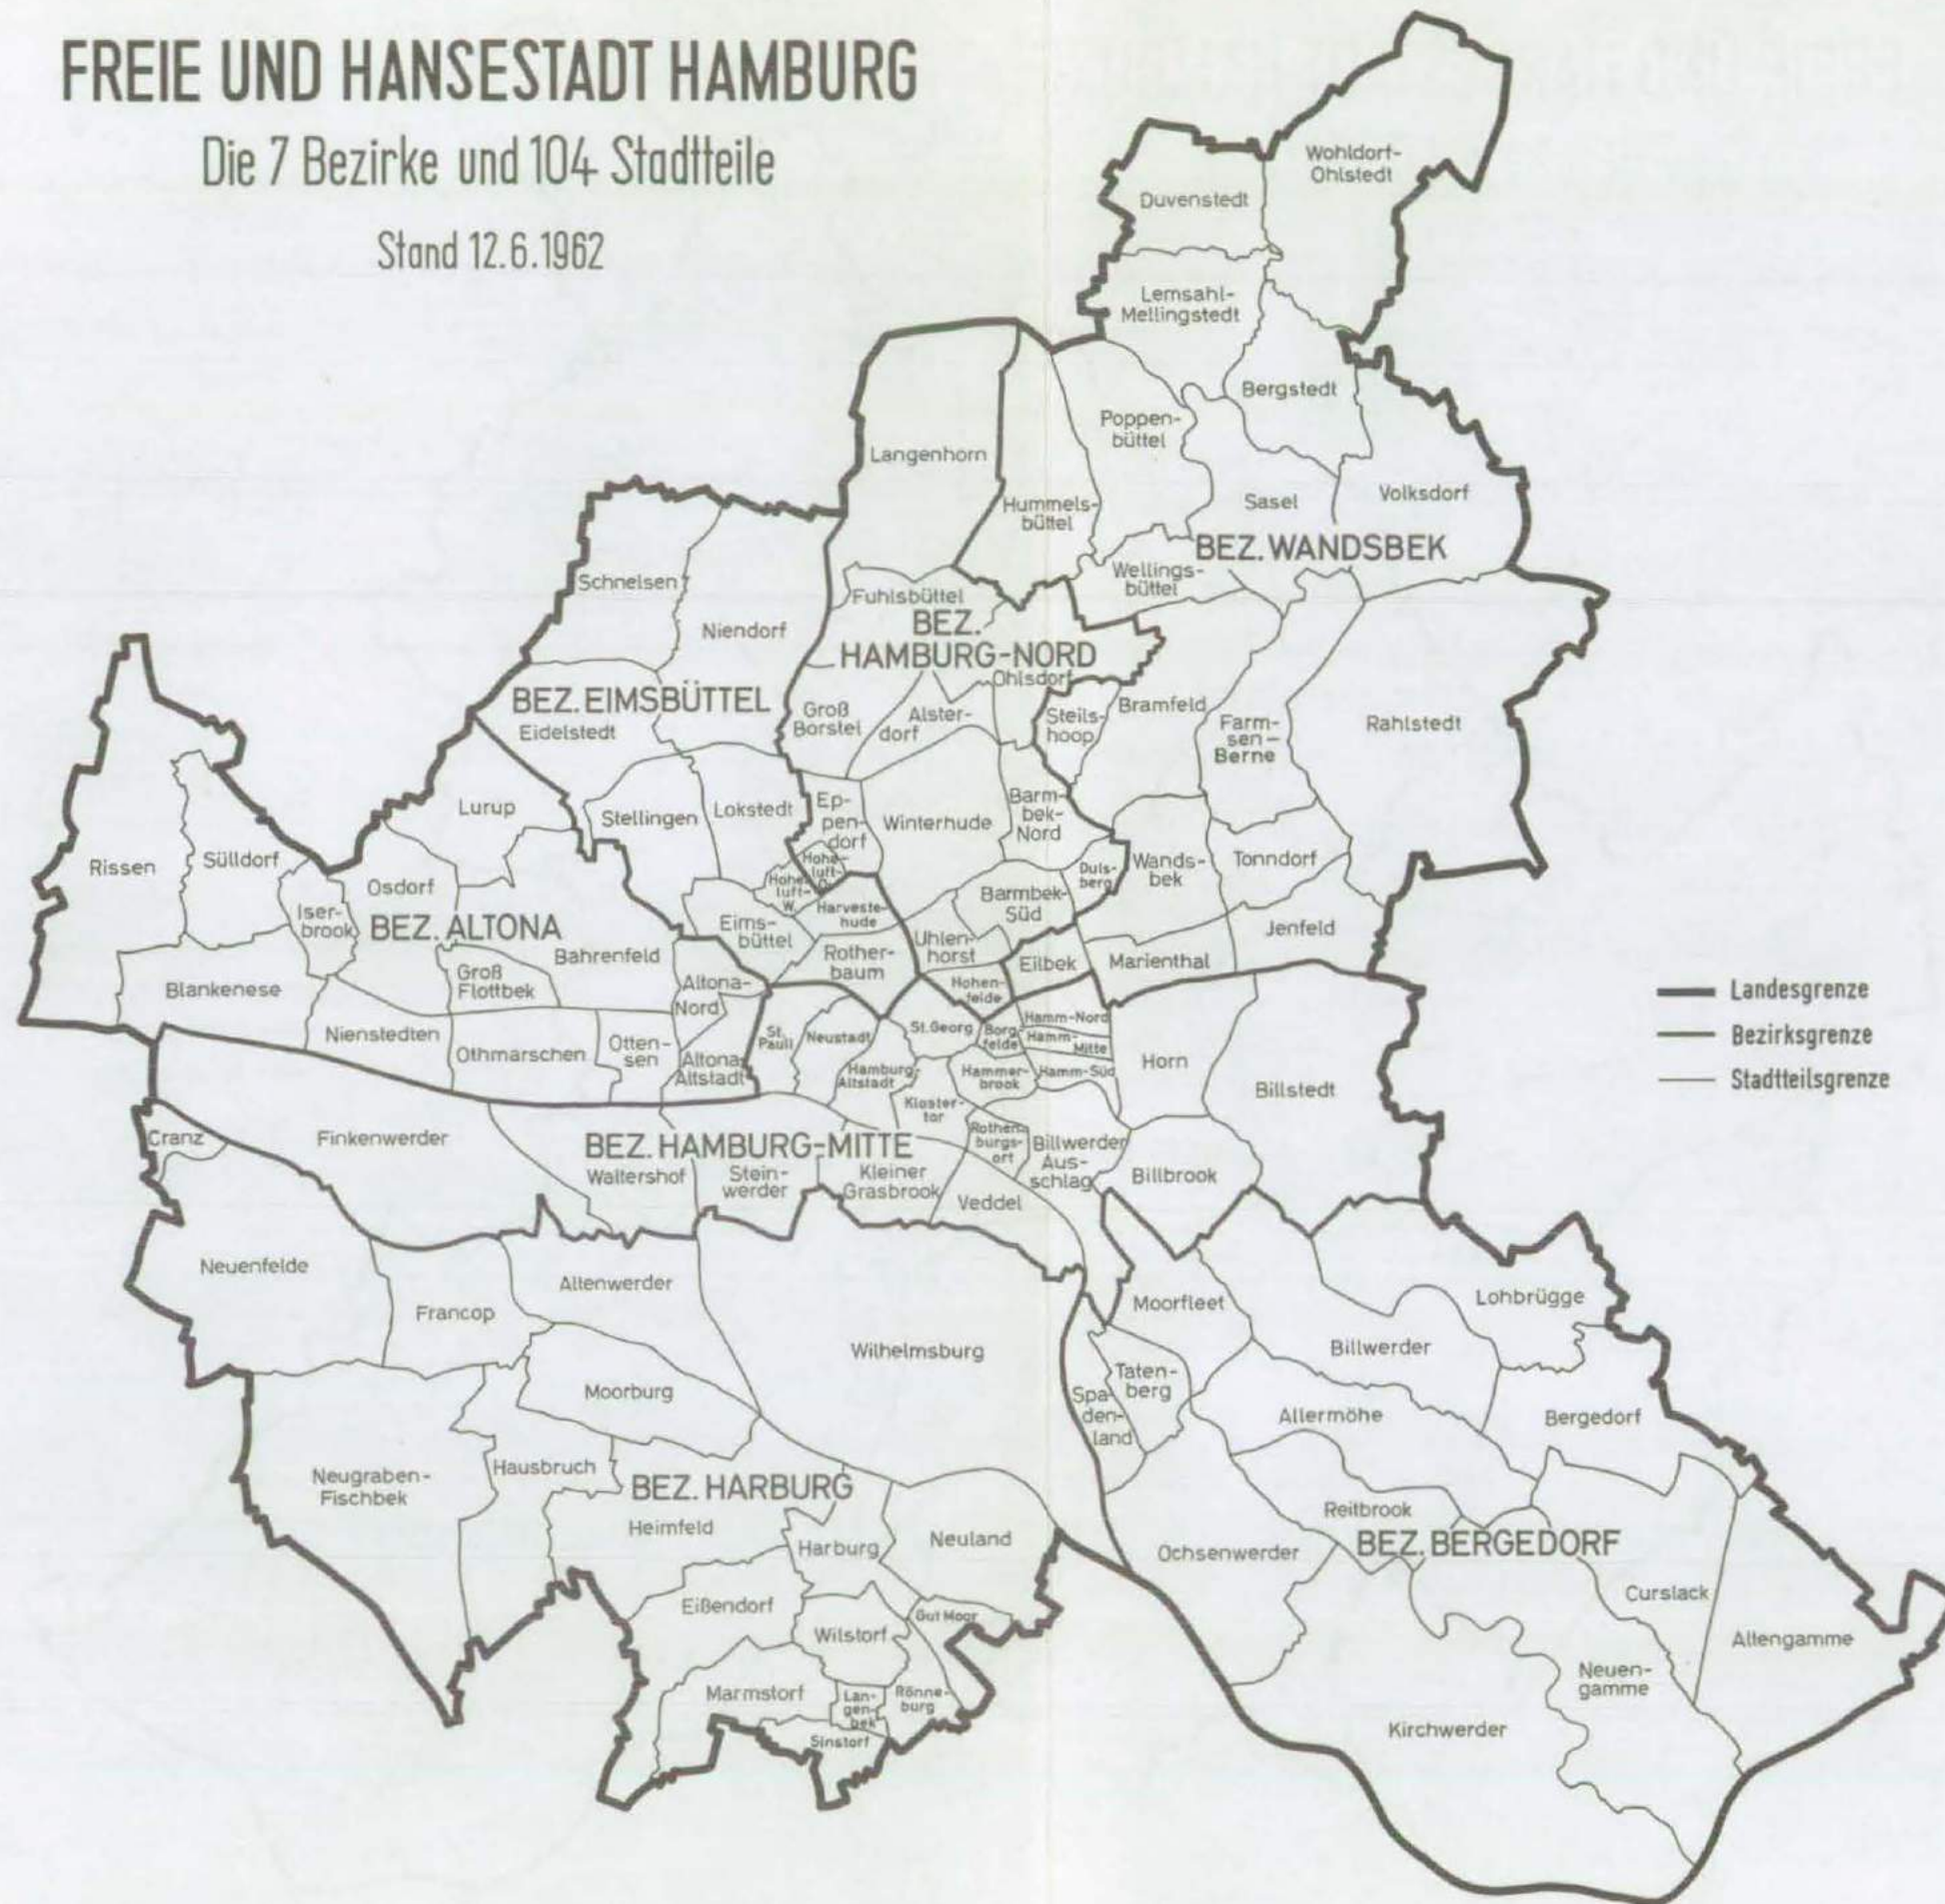 FREIE UND HANSESTADT HAMBURG
Die 7 Bezirke und 104 Stadtteile
Stand 12.6.1962
Wohldorf-
Ohlstedt
Duvenstedt
Lemsahl-
Mellingstedt
Bergstedt
Poppen-
büttel
Langenhorn
Hummels-
büttel
Sasel
Volksdorf
BEZ. WANDSBEK
Wellings-
büttel
Schnelsen
Fuhlsbüttel
Niendorf
BEZ.
HAMBURG-NORD
Ohlsdorf
BEZ. EIMSBÜTTEL
Eidelstedt
Groß
Borstel
Alster-
dorf
Steils-
hoop
Bramfeld
Farm-
sen-
Berne
Rahlstedt
Lurup
Stellingen
Lokstedt
Ep-
pen-
dorf
Winterhude
Barm-
bek-
Nord
Rissen
Sülldorf
Osdorf
Hohe-
luft-
O.
Hohe-
luft-
W.
Duls-
berg
Wands-
bek
Tonndorf
Iser-
brook
BEZ. ALTONA
Eims-
büttel
Harveste-
hude
Barmbek-
Süd
Jenfeld
Bahrenfeld
Rother-
baum
Uhlen-
horst
Eilbek
Marienthal
Blankenese
Groß
Flottbek
Altona-
Nord
Hohen-
felde
Landesgrenze
Bezirksgrenze
Stadtteilsgrenze
Nienstedten
Othmarschen
Otten-
sen
Altona-
Altstadt
St.
Pauli
Neustadt
St.Georg
Borg-
felde
Hamm-Nord
Hamm-
Mitte
Hamm-Süd
Horn
Billstedt
Hamburg-
Altstadt
Hammer-
brook
Kloster-
tor
Cranz
Finkenwerder
BEZ. HAMBURG-MITTE
Waltershof
Stein-
werder
Kleiner
Grasbrook
Rothen-
burgs-
ort
Billwerder
Aus-
schlag
Billbrook
Veddel
Neuenfelde
Francop
Altenwerder
Moorfleet
Lohbrügge
Wilhelmsburg
Billwerder
Moorburg
Spa-
den-
land
Taten-
berg
Allermöhe
Bergedorf
Neugraben-
Fischbek
Hausbruch
BEZ. HARBURG
Heimfeld
Harburg
Neuland
Reitbrook
BEZ. BERGEDORF
Ochsenwerder
Eißendorf
Wilstorf
Gut Moor
Curslack
Altengamme
Marmstorf
Lan-
gen-
bek
Rönne-
burg
Sinstorf
Neuen-
gamme
Kirchwerder